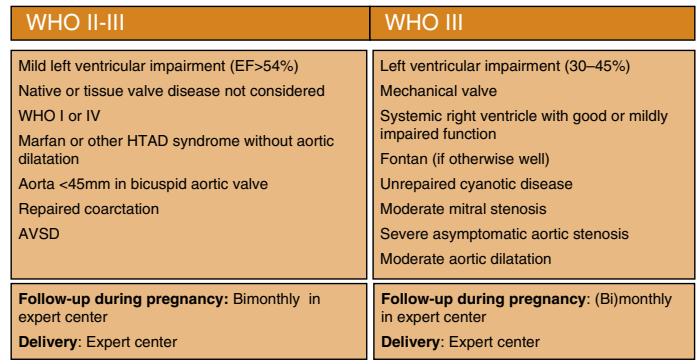 WHO II-III
WHO III
Mild left ventricular impairment (EF>54%)
Native or tissue valve disease not considered
WHO I or IV
Marfan or other HTAD syndrome without aortic
dilatation
Aorta <45mm in bicuspid aortic valve
Repaired coarctation
AVSD
Left ventricular impairment (30–45%)
Mechanical valve
Systemic right ventricle with good or mildly
impaired function
Fontan (if otherwise well)
Unrepaired cyanotic disease
Moderate mitral stenosis
Severe asymptomatic aortic stenosis
Moderate aortic dilatation
Follow-up during pregnancy: Bimonthly in
expert center
Delivery: Expert center
Follow-up during pregnancy: (Bi)monthly
in expert center
Delivery: Expert center